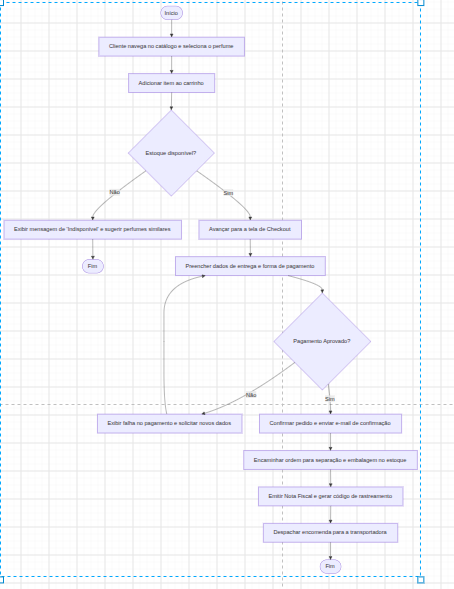 Início
Cliente navega no catálogo e seleciona o perfume
Adicionar item ao carrinho
Estoque disponível?
Não
Sim
Exibir mensagem de 'Indisponível' e sugerir perfumes similares
Avançar para a tela de Checkout
Fim
Preencher dados de entrega e forma de pagamento
Pagamento Aprovado?
Não
Sim
Exibir falha no pagamento e solicitar novos dados
Confirmar pedido e enviar e-mail de confirmação
Encaminhar ordem para separação e embalagem no estoque
Emitir Nota Fiscal e gerar código de rastreamento
Despachar encomenda para a transportadora
Fim